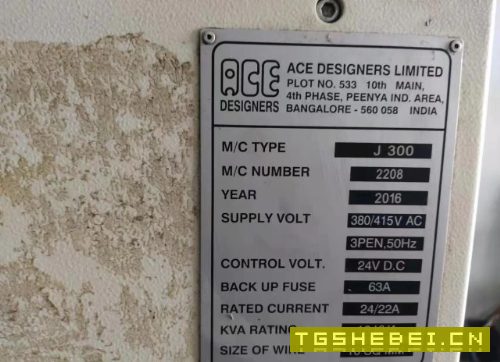 ACE DESIGNERS
ACE DESIGNERS LIMITED
PLOT NO. 533 10th MAIN,
4th PHASE, PEENYA IND. AREA,
BANGALORE - 560 058 INDIA
M/C TYPE J 300
M/C NUMBER 2208
YEAR 2016
SUPPLY VOLT 380/415V AC
3PEN,50Hz
CONTROL VOLT. 24V D.C
BACK UP FUSE 63A
RATED CURRENT 24/22A
KVA RATING
SIZE OF WIRE
TGSHEBEI.CN